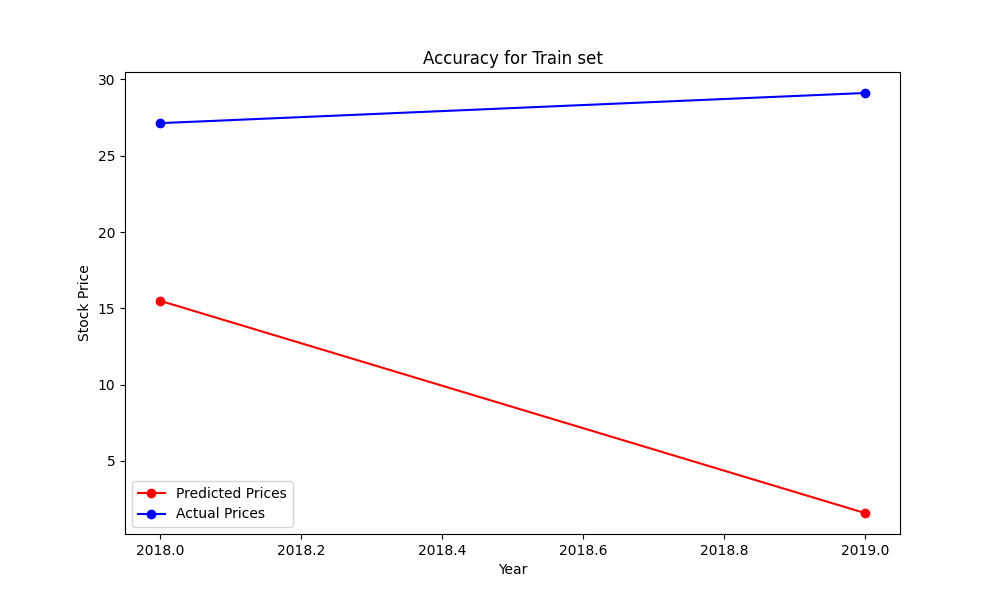 Accuracy for Train set
30
25
20
15
10
5
Stock Price
Predicted Prices
Actual Prices
2018.0 2018.2 2018.4 2018.6 2018.8 2019.0
Year